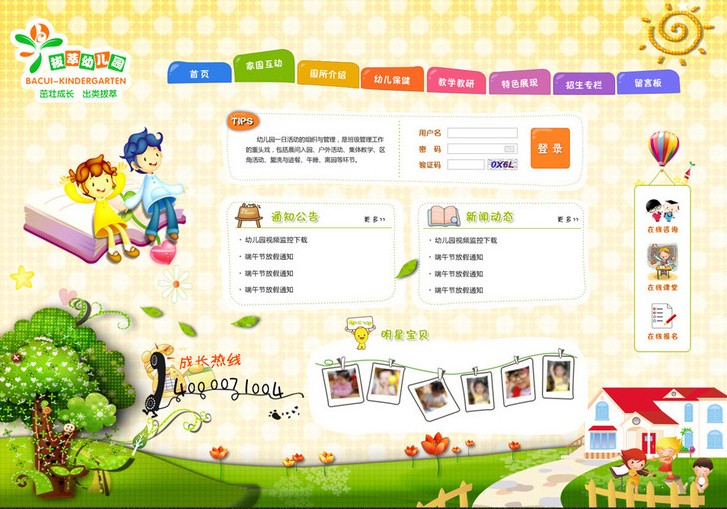 拔萃幼儿园
BACUI-KINDERGARTEN
茁壮成长 出类拔萃
首页
家园互动
园所介绍
幼儿保健
教学教研
特色展现
招生专栏
留言板
TIPS
幼儿园一日活动的组织与管理，是班级管理工作
的重头戏，包括晨间入园、户外活动、集体教学、区
角活动、盥洗与进餐、午睡、离园等环节。
用户名
密 码
验证码
0X6L
登录
通知公告
更多>>
· 幼儿园视频监控下载
· 端午节放假通知
· 端午节放假通知
· 端午节放假通知
新闻动态
更多>>
· 幼儿园视频监控下载
· 端午节放假通知
· 端午节放假通知
· 端午节放假通知
在线咨询
在线课堂
在线报名
明星宝贝
成长热线
4000071004